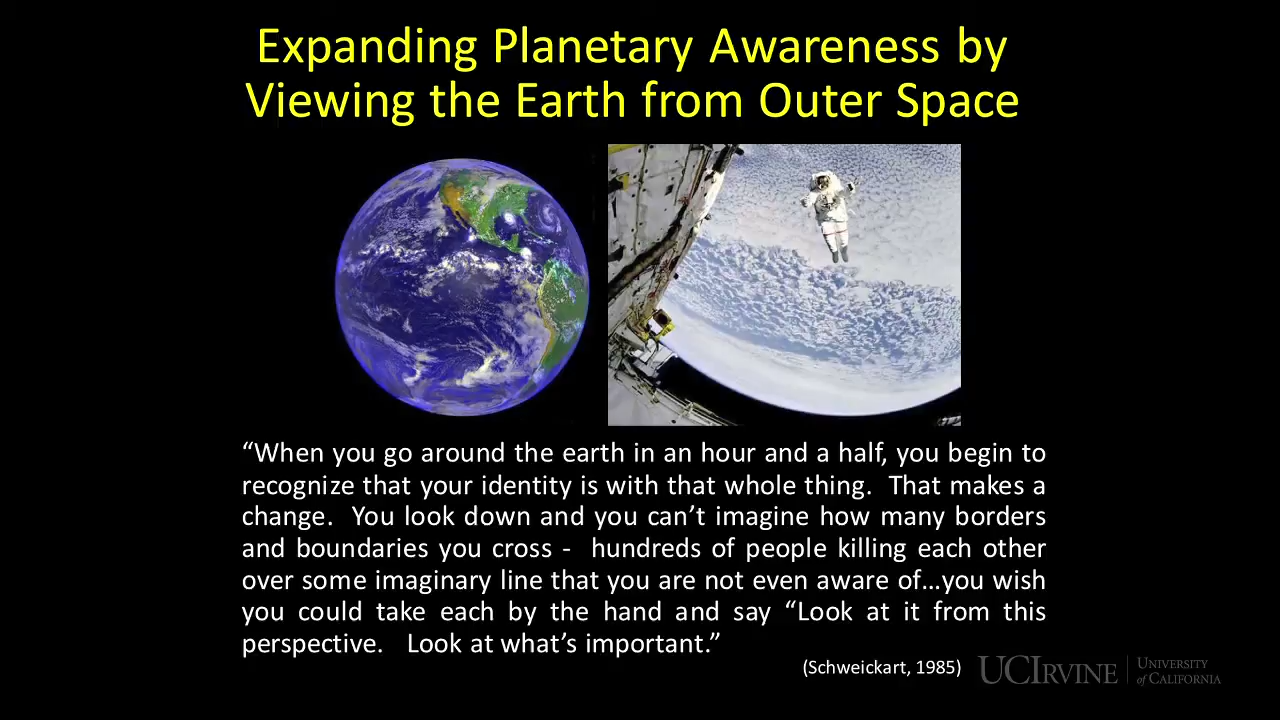 Expanding Planetary Awareness by
Viewing the Earth from Outer Space
“When you go around the earth in an hour and a half, you begin to
recognize that your identity is with that whole thing.  That makes a
change.  You look down and you can’t imagine how many borders
and boundaries you cross -  hundreds of people killing each other
over some imaginary line that you are not even aware of…you wish
you could take each by the hand and say “Look at it from this
perspective.   Look at what’s important.”
(Schweickart, 1985)
UCIRVINE
UNIVERSITY
of CALIFORNIA